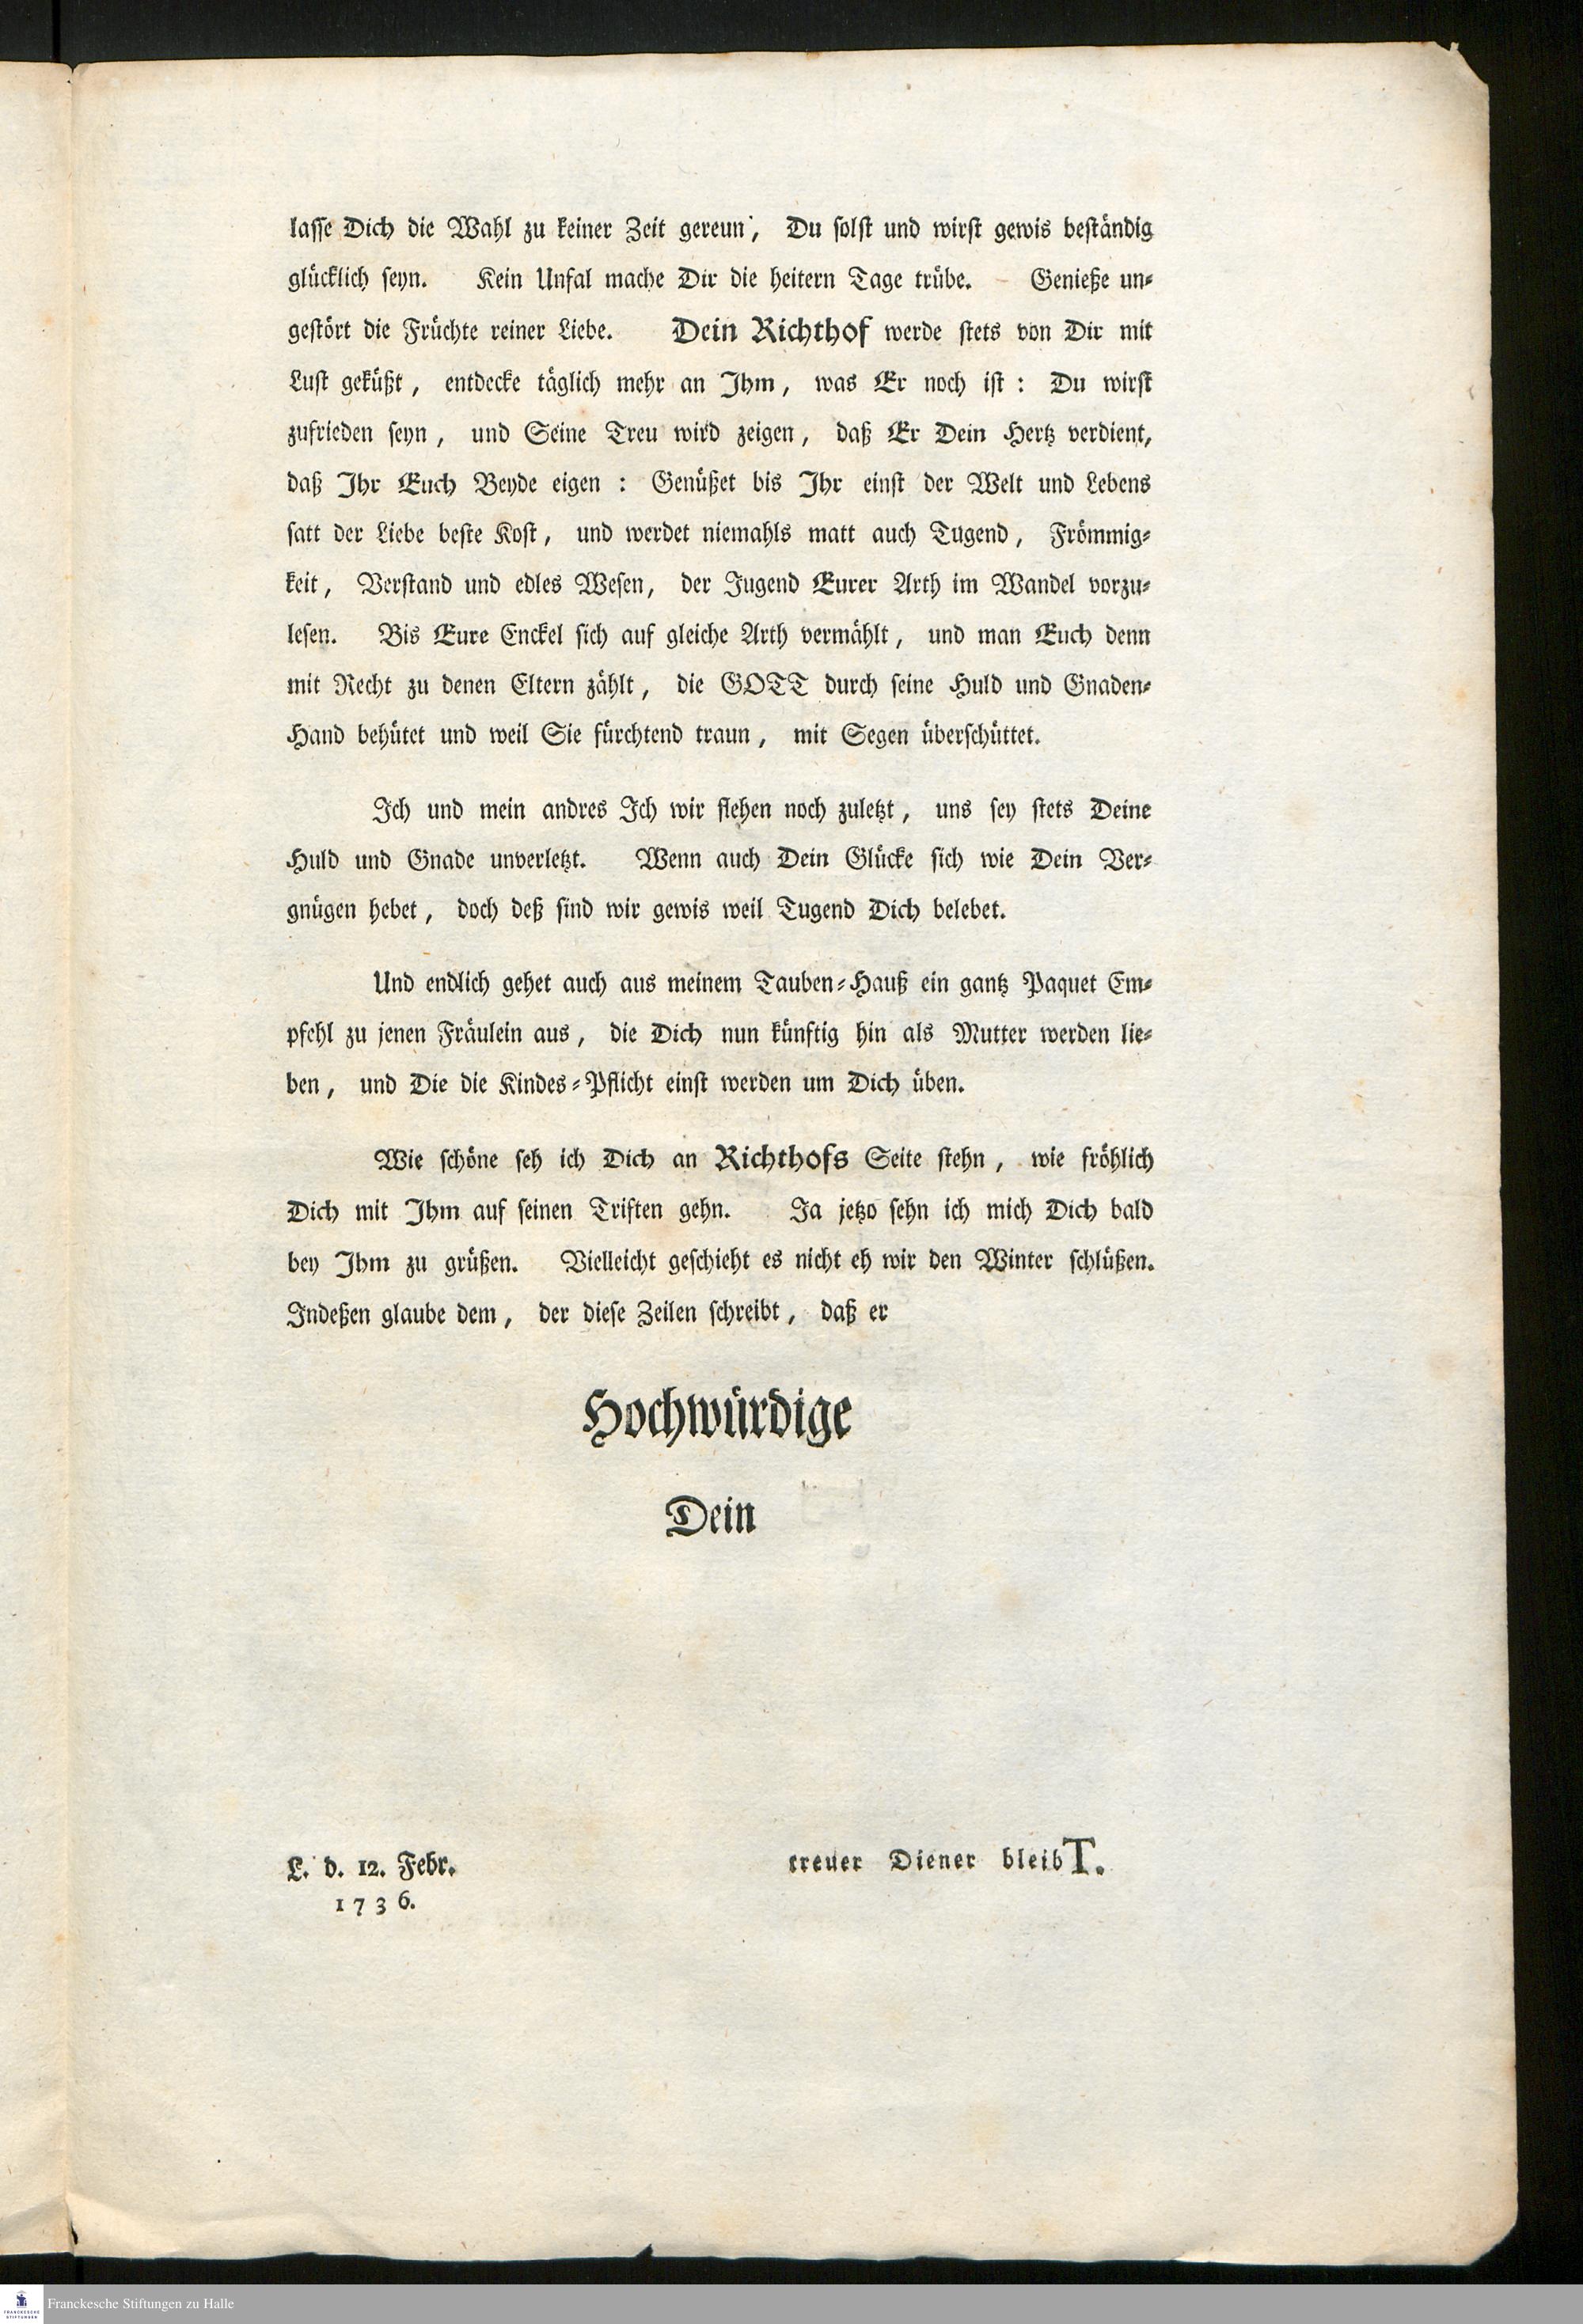 lasse Dich die Wahl zu keiner Zeit gereun, Du solst und wirst gewis beständig
glücklich seyn. Kein Unfal mache Dir die heitern Tage trübe. Genieße un-
gestört die Früchte reiner Liebe. Dein Richthof werde stets von Dir mit
Lust geküßt, entdecke täglich mehr an Ihm, was Er noch ist: Du wirst
zufrieden seyn, und Seine Treu wird zeigen, daß Er Dein Hertz verdient,
daß Ihr Euch Beyde eigen: Genüßet bis Ihr einst der Welt und Lebens
satt der Liebe beste Kost, und werdet niemahls matt auch Tugend, Frömmig-
keit, Verstand und edles Wesen, der Jugend Eurer Arth im Wandel vorzu-
lesen. Bis Eure Enckel sich auf gleiche Arth vermählt, und man Euch denn
mit Recht zu denen Eltern zählt, die GOTT durch seine Huld und Gnaden-
Hand behütet und weil Sie fürchtend traun, mit Segen überschüttet.
Ich und mein andres Ich wir flehen noch zuletzt, uns sey stets Deine
Huld und Gnade unverletzt. Wenn auch Dein Glücke sich wie Dein Ver-
gnügen hebet, doch deß sind wir gewis weil Tugend Dich belebet.
Und endlich gehet auch aus meinem Tauben-Hauß ein gantz Paquet Em-
pfehl zu jenen Fräulein aus, die Dich nun künftig hin als Mutter werden lie-
ben, und Die die Kindes-Pflicht einst werden um Dich üben.
Wie schöne seh ich Dich an Richthofs Seite stehn, wie fröhlich
Dich mit Ihm auf seinen Triften gehn. Ja jetzo sehn ich mich Dich bald
bey Ihm zu grüßen. Vielleicht geschieht es nicht eh wir den Winter schlüßen.
Indeßen glaube dem, der diese Zeilen schreibt, daß er
Hochwürdige
Dein
treuer Diener bleibT.
L. d. 12. Febr.
1736.
Franckesche Stiftungen zu Halle
FRANCKESCHE
STIFTUNGEN